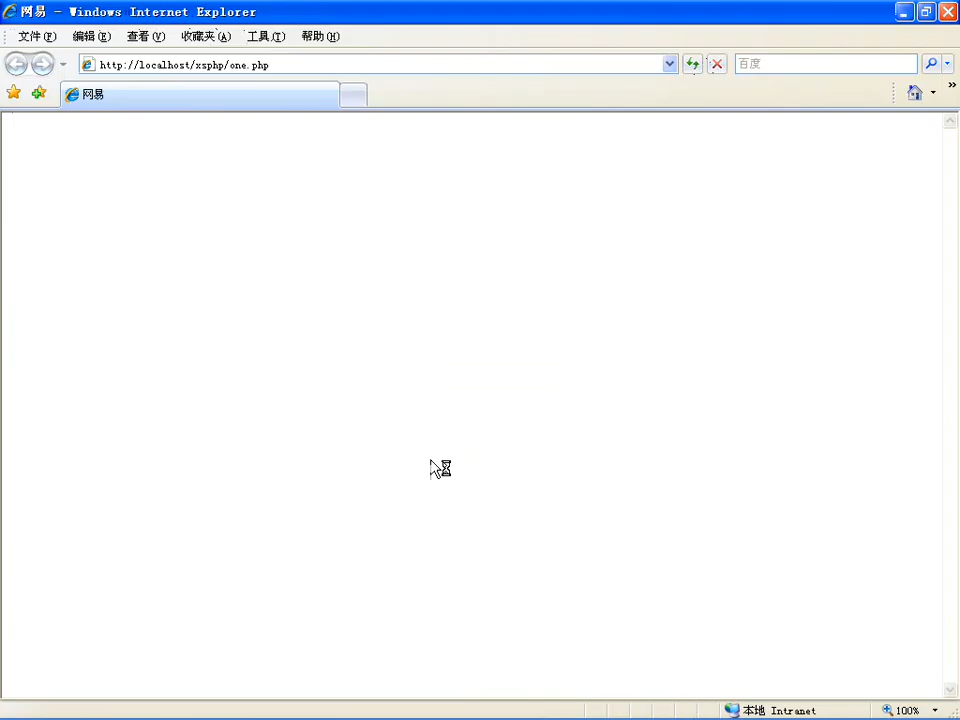 网易 - Windows Internet Explorer
文件(F) 编辑(E) 查看(V) 收藏夹(A) 工具(T) 帮助(H)
http://localhost/xsphp/one.php 百度
网易 »
本地 Intranet 100%